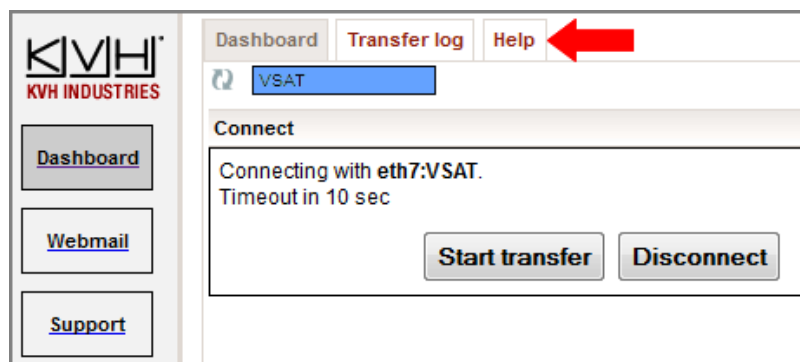 KVH
KVH INDUSTRIES
Dashboard
Webmail
Support
Dashboard Transfer log Help
VSAT
Connect
Connecting with eth7:VSAT.
Timeout in 10 sec
Start transfer Disconnect